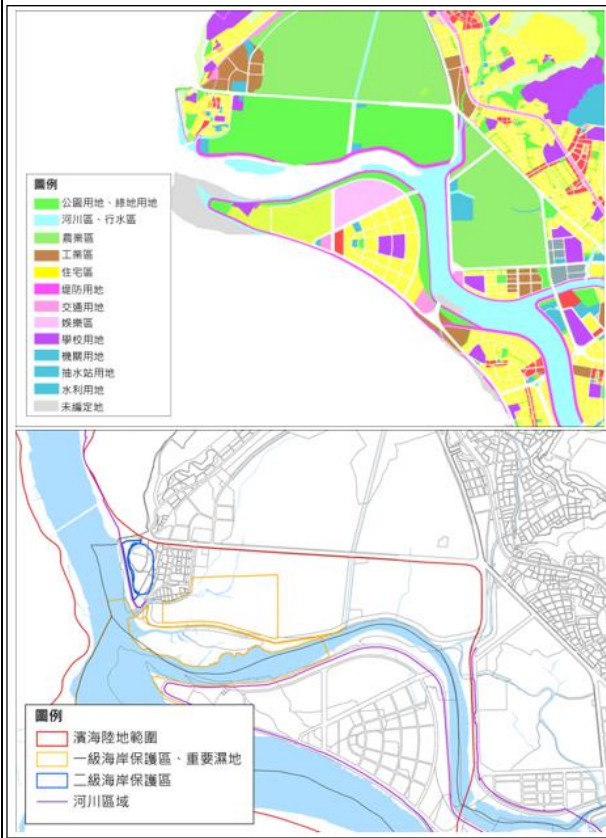 圖例
公園用地、綠地用地
河川區、行水區
農業區
工業區
住宅區
堤防用地
交通用地
娛樂區
學校用地
機關用地
抽水站用地
水利用地
未編定地
圖例
濱海陸地範圍
一級海岸保護區、重要濕地
二級海岸保護區
河川區域